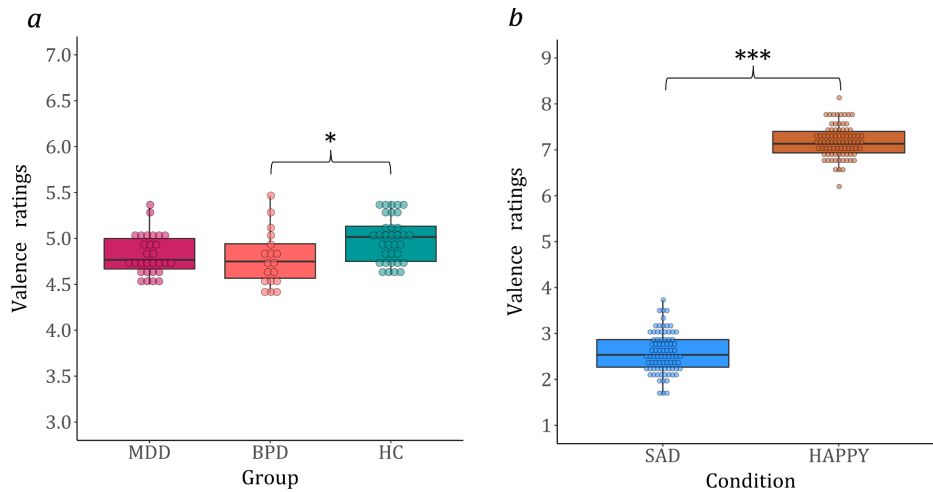 a
7.0
6.5
6.0
5.5
5.0
4.5
4.0
3.5
3.0
Valence ratings
*
MDD BPD HC
Group
b
9
8
7
6
5
4
3
2
1
Valence ratings
***
SAD HAPPY
Condition